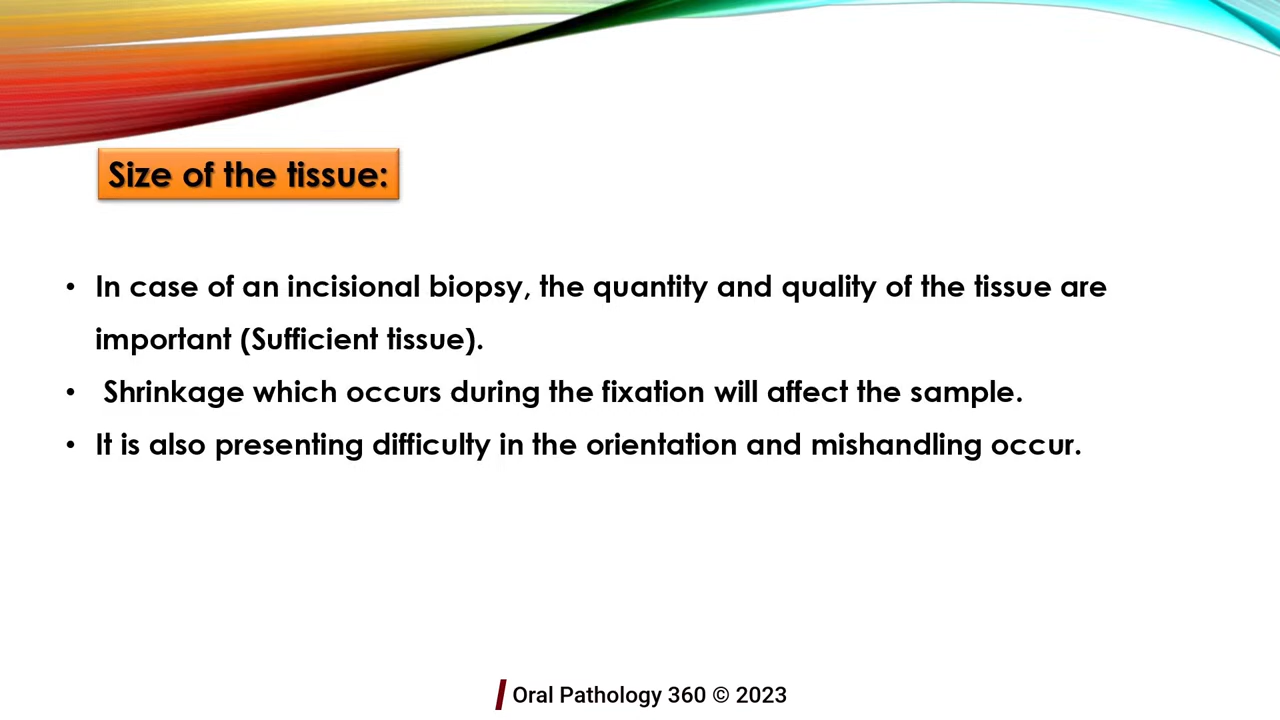 Size of the tissue:
• In case of an incisional biopsy, the quantity and quality of the tissue are
important (Sufficient tissue).
• Shrinkage which occurs during the fixation will affect the sample.
• It is also presenting difficulty in the orientation and mishandling occur.
Oral Pathology 360 © 2023